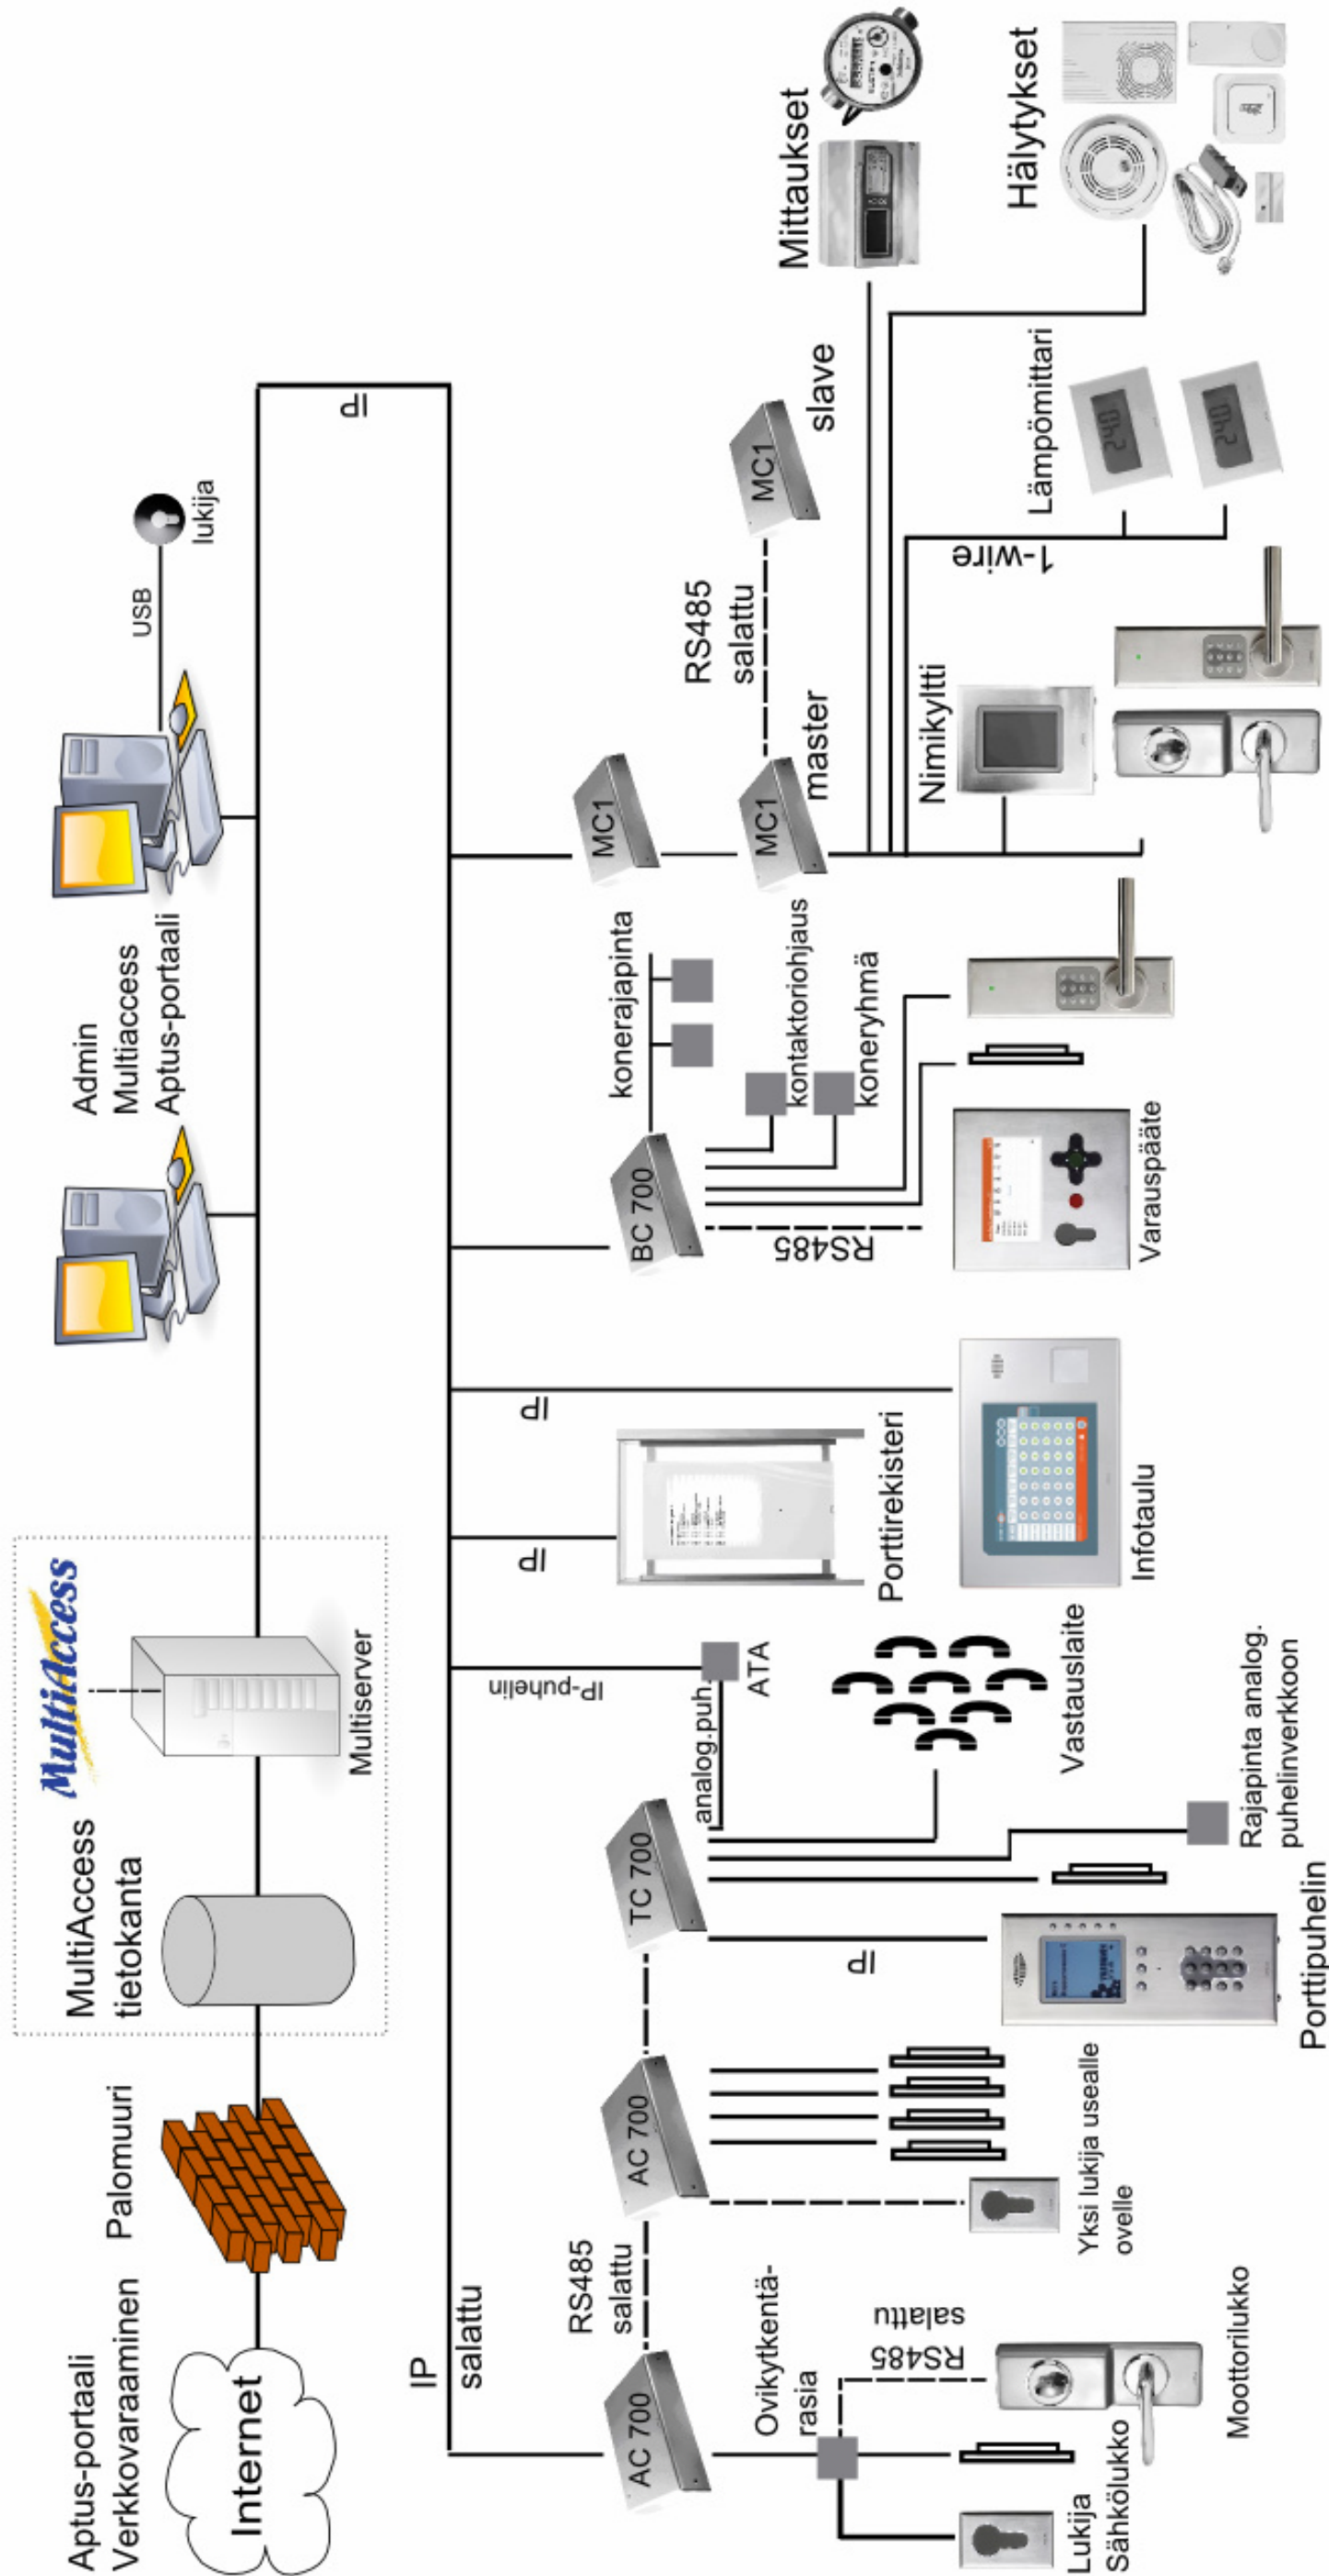 Aptus-portaali
Verkkovaraaminen
Internet
Palomuuri
MultiAccess
tietokanta
MultiAccess
Multiserver
Admin
Multiaccess
Aptus-portaali
USB
lukija
IP
IP
salattu
AC 700
RS485
salattu
AC 700
TC 700
analog.puh.
IP-puhelin
ATA
IP
Porttirekisteri
IP
Infotaulu
BC 700
konerajapinta
kontaktoriohjaus
koneryhmä
RS485
Varauspääte
MC1
MC1
master
RS485
salattu
MC1
slave
Mittaukset
Hälytykset
Lämpömittari
240
240
1-wire
Nimikyltti
Ovikytkentä-
rasia
RS485
salattu
Lukija
Sähkölukko
Moottorilukko
Yksi lukija usealle
ovelle
IP
Porttipuhelin
Vastauslaite
Rajapinta analog.
puhelinverkkoon